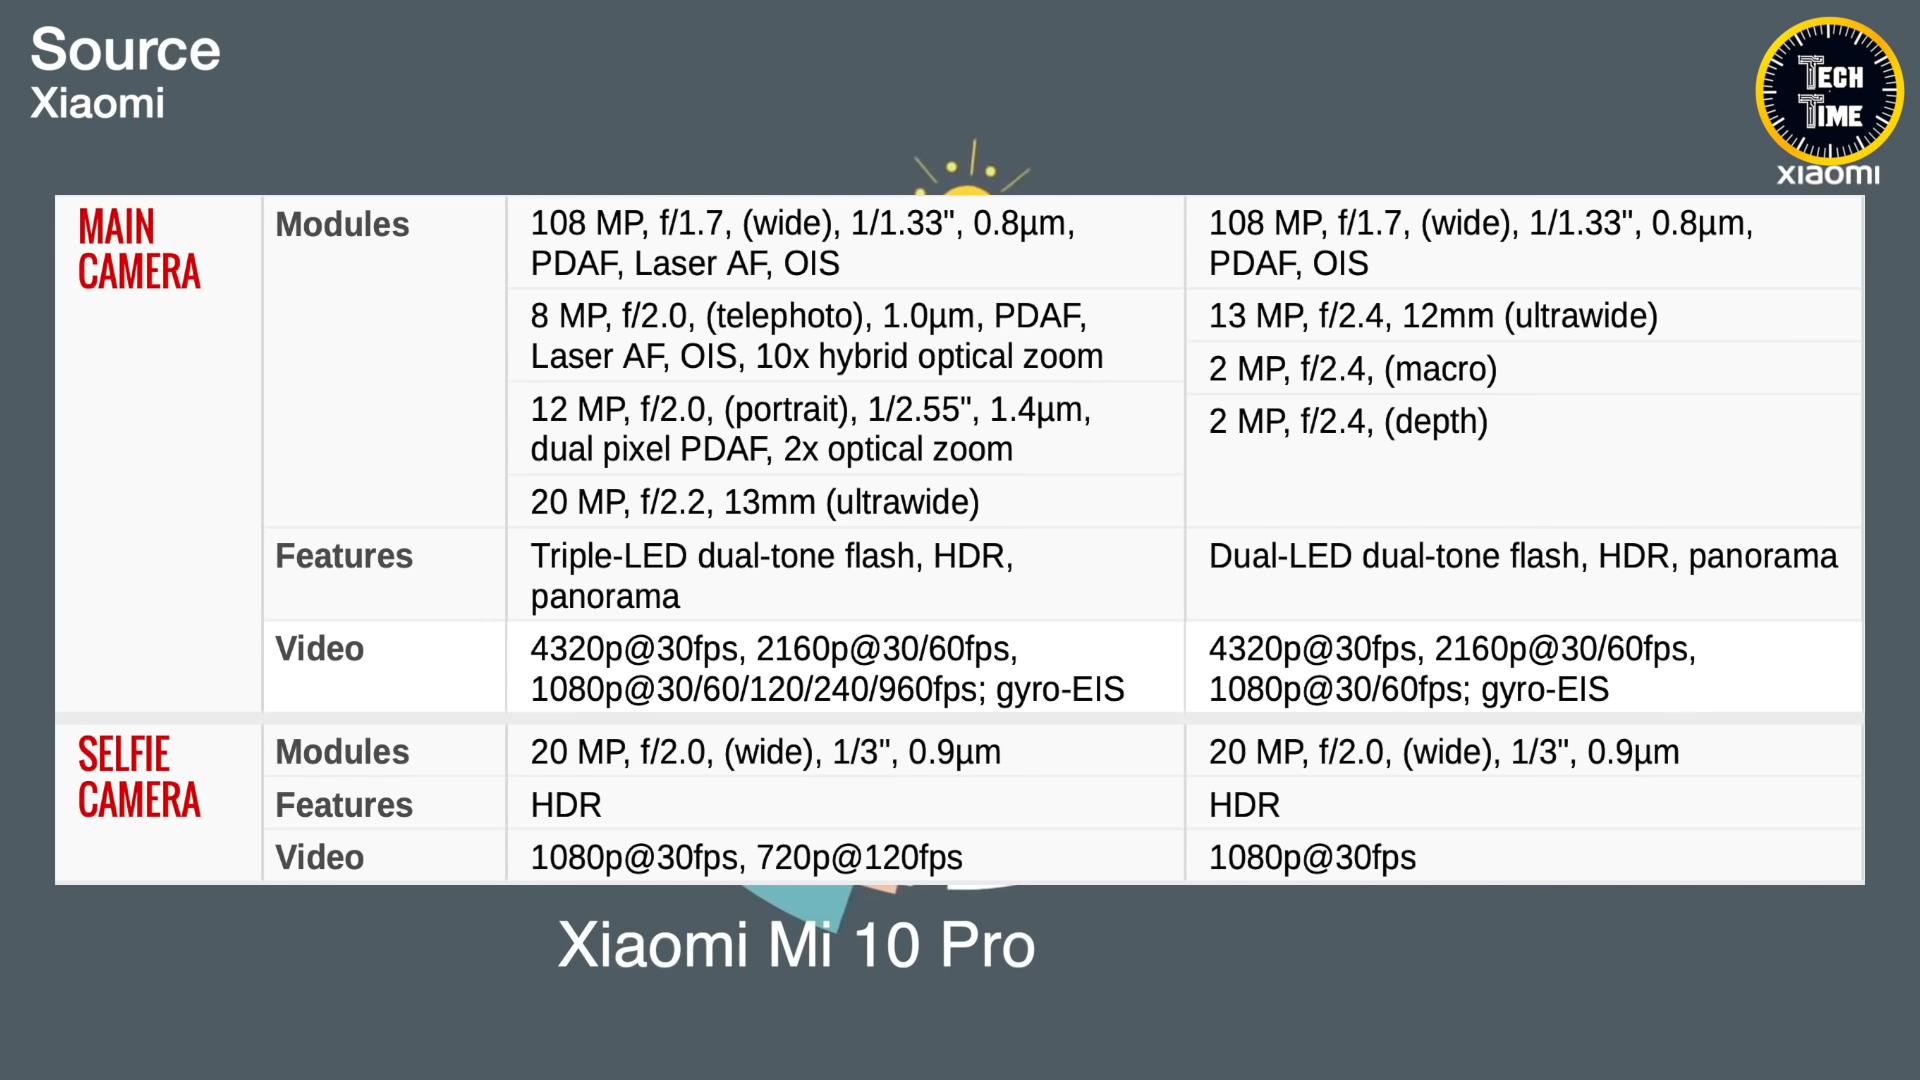 Source
Xiaomi
TECH
TIME
xiaomi
MAIN
CAMERA
Modules
108 MP, f/1.7, (wide), 1/1.33", 0.8µm,
PDAF, Laser AF, OIS
8 MP, f/2.0, (telephoto), 1.0µm, PDAF,
Laser AF, OIS, 10x hybrid optical zoom
12 MP, f/2.0, (portrait), 1/2.55", 1.4µm,
dual pixel PDAF, 2x optical zoom
20 MP, f/2.2, 13mm (ultrawide)
108 MP, f/1.7, (wide), 1/1.33", 0.8µm,
PDAF, OIS
13 MP, f/2.4, 12mm (ultrawide)
2 MP, f/2.4, (macro)
2 MP, f/2.4, (depth)
Features
Triple-LED dual-tone flash, HDR,
panorama
Dual-LED dual-tone flash, HDR, panorama
Video
4320p@30fps, 2160p@30/60fps,
1080p@30/60/120/240/960fps; gyro-EIS
4320p@30fps, 2160p@30/60fps,
1080p@30/60fps; gyro-EIS
SELFIE
CAMERA
Modules
20 MP, f/2.0, (wide), 1/3", 0.9µm
20 MP, f/2.0, (wide), 1/3", 0.9µm
Features
HDR
HDR
Video
1080p@30fps, 720p@120fps
1080p@30fps
Xiaomi Mi 10 Pro